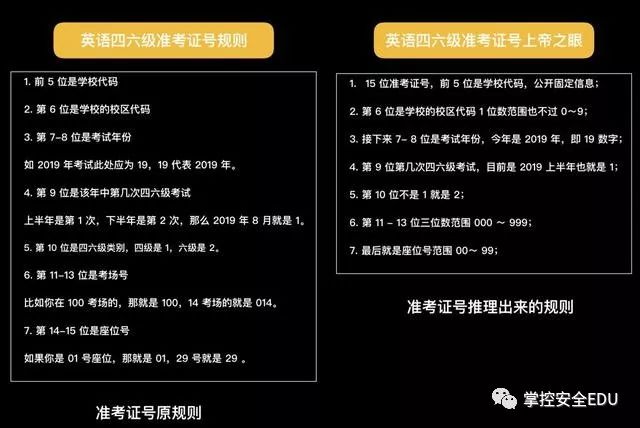 英语四六级准考证号规则
1. 前 5 位是学校代码
2. 第 6 位是学校的校区代码
3. 第 7-8 位是考试年份
如 2019 年考试此处应为 19，19 代表 2019 年。
4. 第 9 位是该年中第几次四六级考试
上半年是第 1 次，下半年是第 2 次，那么 2019 年 8 月就是 1。
5. 第 10 位是四六级类别，四级是 1，六级是 2。
6. 第 11-13 位是考场号
比如你在 100 考场的，那就是 100，14 考场的就是 014。
7. 第 14-15 位是座位号
如果你是 01 号座位，那就是 01，29 号就是 29 。
准考证号原规则
英语四六级准考证号上帝之眼
1. 15 位准考证号，前 5 位是学校代码，公开固定信息；
2. 第 6 位是学校的校区代码 1 位数范围也不过 0～9；
3. 接下来 7- 8 位是考试年份，今年是 2019 年，即 19 数字；
4. 第 9 位第几次四六级考试，目前是 2019 上半年也就是 1；
5. 第 10 位不是 1 就是 2；
6. 第 11 - 13 位三位数范围 000 ～ 999；
7. 最后就是座位号范围 00～ 99；
准考证号推理出来的规则
掌控安全EDU